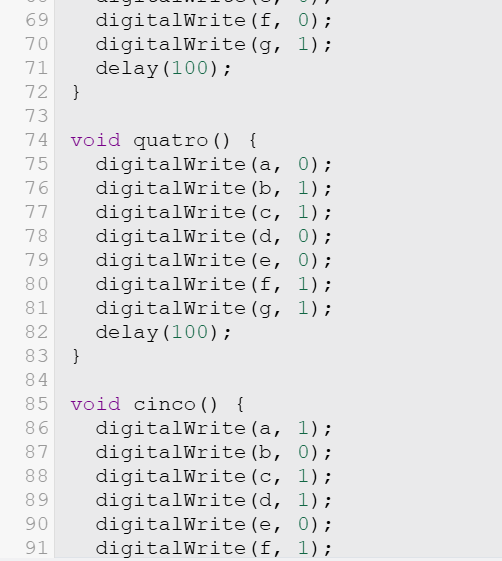 69 digitalWrite(f, 0);
70 digitalWrite(g, 1);
71 delay(100);
72 }
73
74 void quatro() {
75 digitalWrite(a, 0);
76 digitalWrite(b, 1);
77 digitalWrite(c, 1);
78 digitalWrite(d, 0);
79 digitalWrite(e, 0);
80 digitalWrite(f, 1);
81 digitalWrite(g, 1);
82 delay(100);
83 }
84
85 void cinco() {
86 digitalWrite(a, 1);
87 digitalWrite(b, 0);
88 digitalWrite(c, 1);
89 digitalWrite(d, 1);
90 digitalWrite(e, 0);
91 digitalWrite(f, 1);